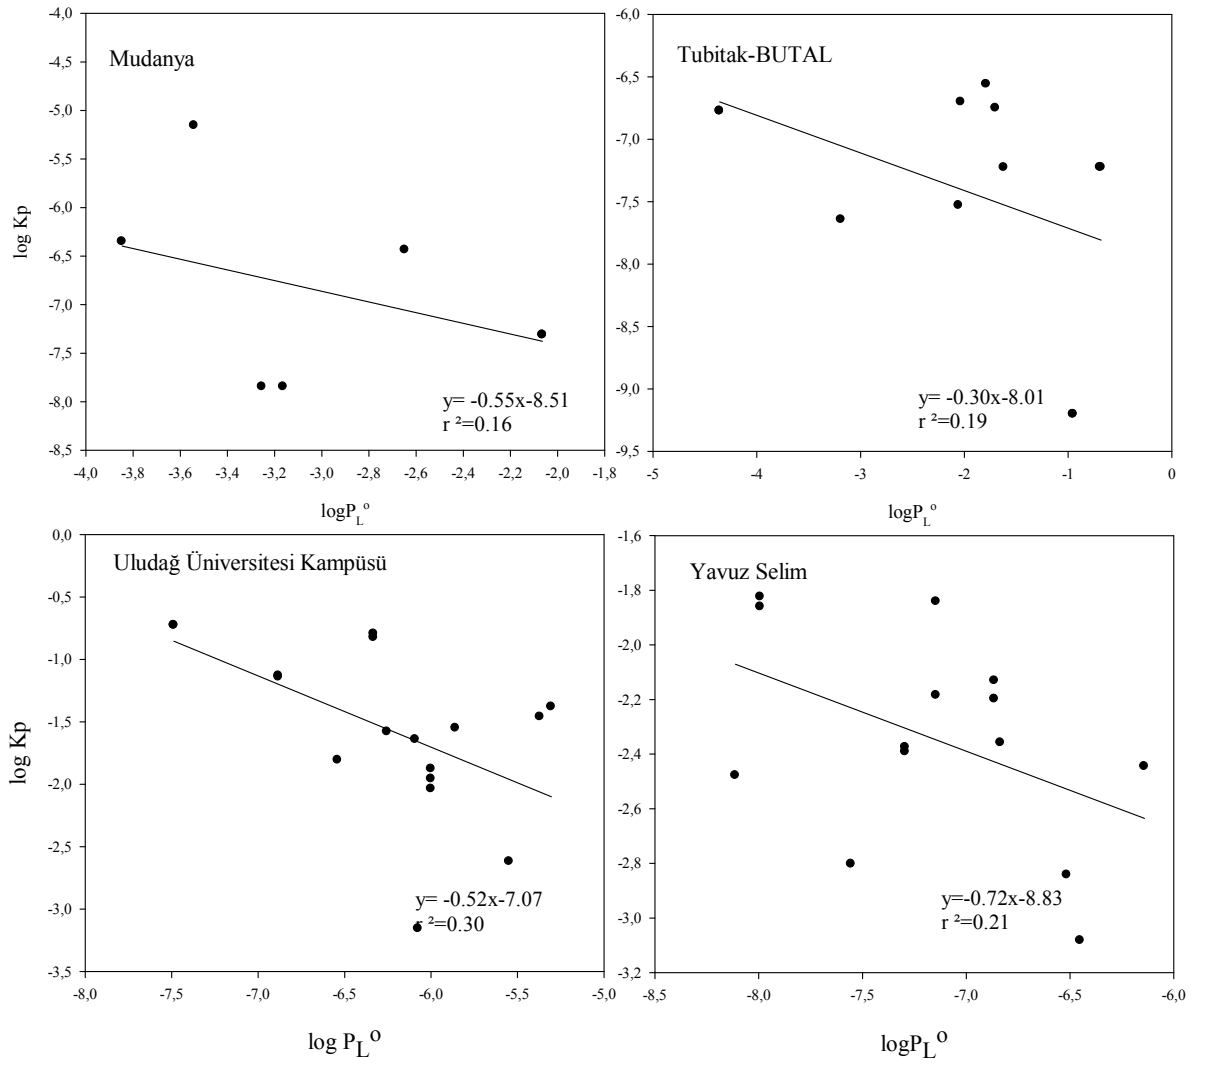 Mudanya
-4,0
-4,5
-5,0
-5,5
-6,0
-6,5
-7,0
-7,5
-8,0
-8,5
log Kp
y= -0.55x-8.51
r ²=0.16
-4,0 -3,8 -3,6 -3,4 -3,2 -3,0 -2,8 -2,6 -2,4 -2,2 -2,0 -1,8
logP_L^o
Tubitak-BUTAL
-6,0
-6,5
-7,0
-7,5
-8,0
-8,5
-9,0
-9,5
y= -0.30x-8.01
r ²=0.19
-5 -4 -3 -2 -1 0
logP_L^o
Uludağ Üniversitesi Kampüsü
0,0
-0,5
-1,0
-1,5
-2,0
-2,5
-3,0
-3,5
log Kp
y= -0.52x-7.07
r ²=0.30
-8,0 -7,5 -7,0 -6,5 -6,0 -5,5 -5,0
log P_L^o
Yavuz Selim
-1,6
-1,8
-2,0
-2,2
-2,4
-2,6
-2,8
-3,0
-3,2
y=-0.72x-8.83
r ²=0.21
-8,5 -8,0 -7,5 -7,0 -6,5 -6,0
logP_L^o